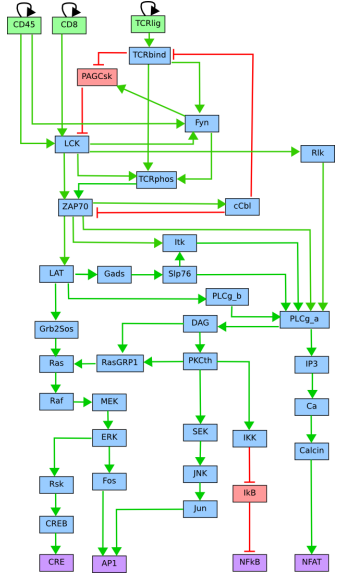 CD45
CD8
TCRlig
TCRbind
PAGCsk
Fyn
LCK
Rlk
TCRphos
ZAP70
cCbl
Itk
LAT
Gads
Slp76
PLCg_b
DAG
PLCg_a
Grb2Sos
Ras
RasGRP1
PKCth
IP3
Raf
MEK
Ca
ERK
SEK
IKK
Calcin
Rsk
Fos
JNK
IkB
CREB
Jun
CRE
AP1
NFkB
NFAT